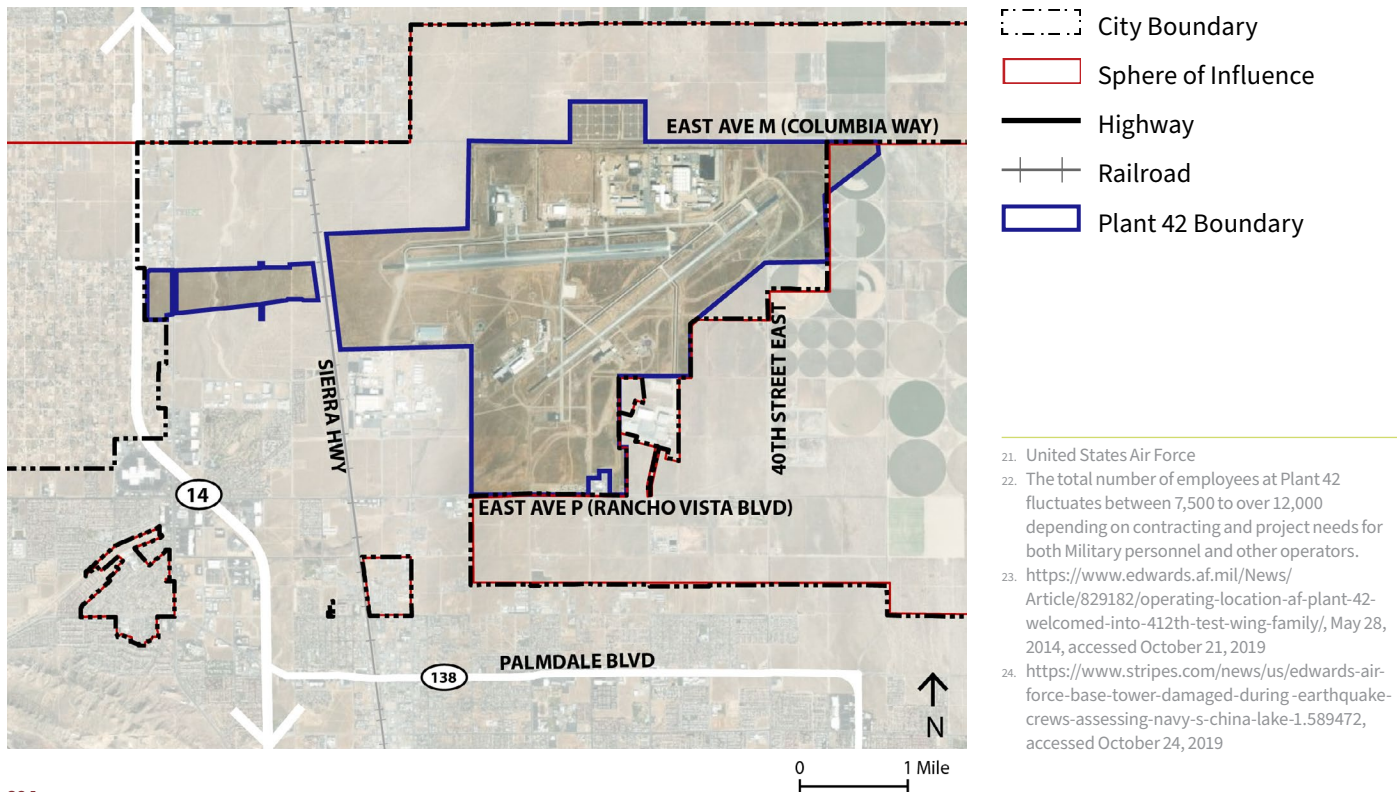 EAST AVE M (COLUMBIA WAY)
SIERRA HWY
40TH STREET EAST
14
EAST AVE P (RANCHO VISTA BLVD)
PALMDALE BLVD
138
N
0 1 Mile
City Boundary
Sphere of Influence
Highway
Railroad
Plant 42 Boundary
21. United States Air Force
22. The total number of employees at Plant 42
fluctuates between 7,500 to over 12,000
depending on contracting and project needs for
both Military personnel and other operators.
23. https://www.edwards.af.mil/News/
Article/829182/operating-location-af-plant-42-
welcomed-into-412th-test-wing-family/, May 28,
2014, accessed October 21, 2019
24. https://www.stripes.com/news/us/edwards-air-
force-base-tower-damaged-during -earthquake-
crews-assessing-navy-s-china-lake-1.589472,
accessed October 24, 2019